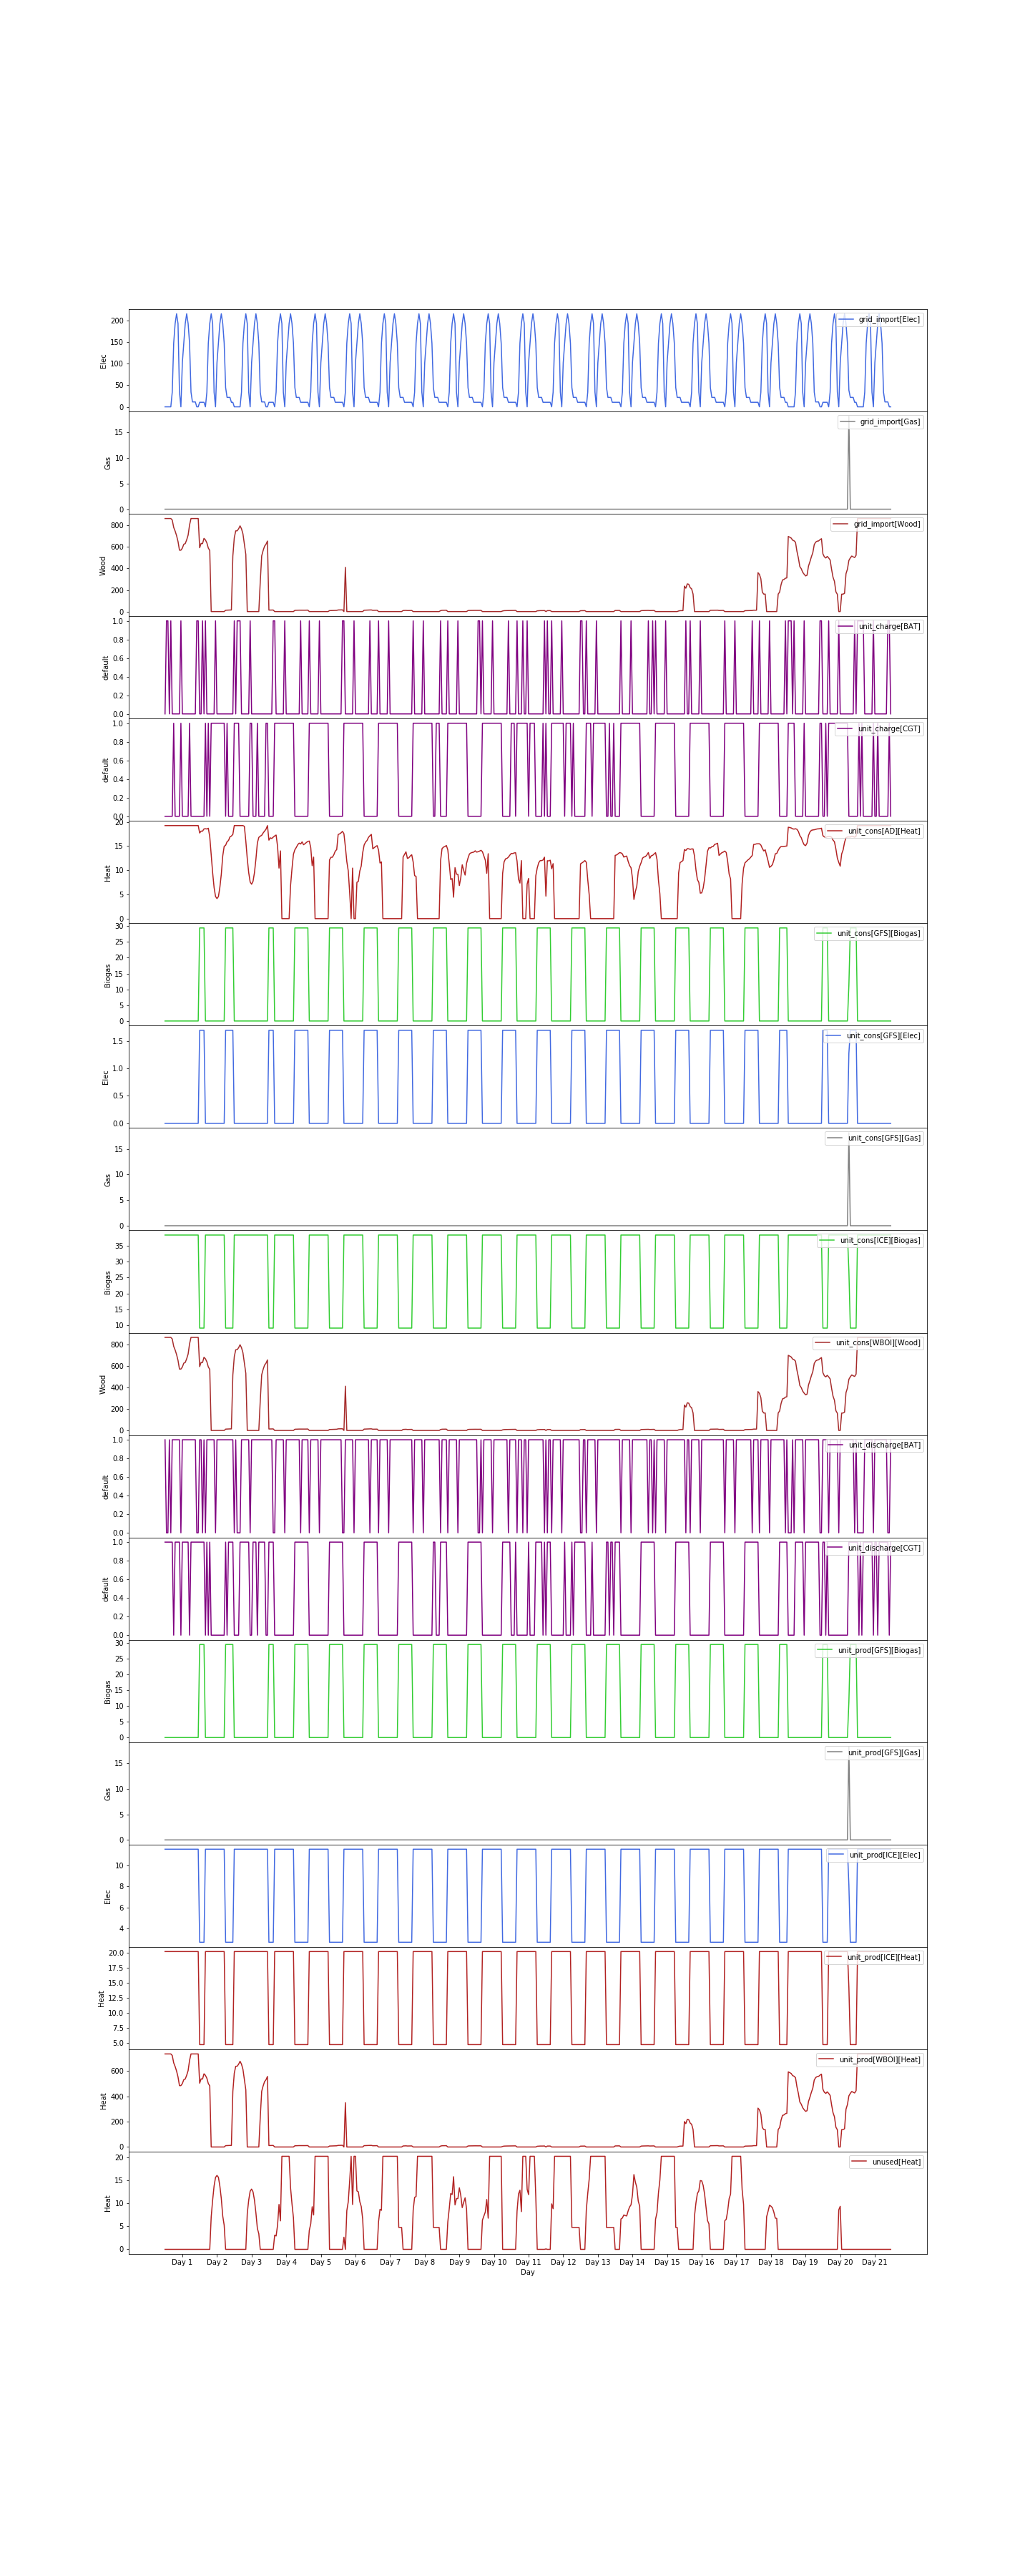 grid_import[Elec]
Elec
200
150
100
50
0
grid_import[Gas]
Gas
15
10
5
0
grid_import[Wood]
Wood
800
600
400
200
0
unit_charge[BAT]
default
1.0
0.8
0.6
0.4
0.2
0.0
unit_charge[CGT]
default
1.0
0.8
0.6
0.4
0.2
0.0
unit_cons[AD][Heat]
Heat
20
15
10
5
0
unit_cons[GFS][Biogas]
Biogas
30
25
20
15
10
5
0
unit_cons[GFS][Elec]
Elec
1.5
1.0
0.5
0.0
unit_cons[GFS][Gas]
Gas
15
10
5
0
unit_cons[ICE][Biogas]
Biogas
35
30
25
20
15
10
unit_cons[WBOI][Wood]
Wood
800
600
400
200
0
unit_discharge[BAT]
default
1.0
0.8
0.6
0.4
0.2
0.0
unit_discharge[CGT]
default
1.0
0.8
0.6
0.4
0.2
0.0
unit_prod[GFS][Biogas]
Biogas
30
25
20
15
10
5
0
unit_prod[GFS][Gas]
Gas
15
10
5
0
unit_prod[ICE][Elec]
Elec
10
8
6
4
unit_prod[ICE][Heat]
Heat
20.0
17.5
15.0
12.5
10.0
7.5
5.0
unit_prod[WBOI][Heat]
Heat
600
400
200
0
unused[Heat]
Heat
20
15
10
5
0
Day 1 Day 2 Day 3 Day 4 Day 5 Day 6 Day 7 Day 8 Day 9 Day 10 Day 11 Day 12 Day 13 Day 14 Day 15 Day 16 Day 17 Day 18 Day 19 Day 20 Day 21
Day